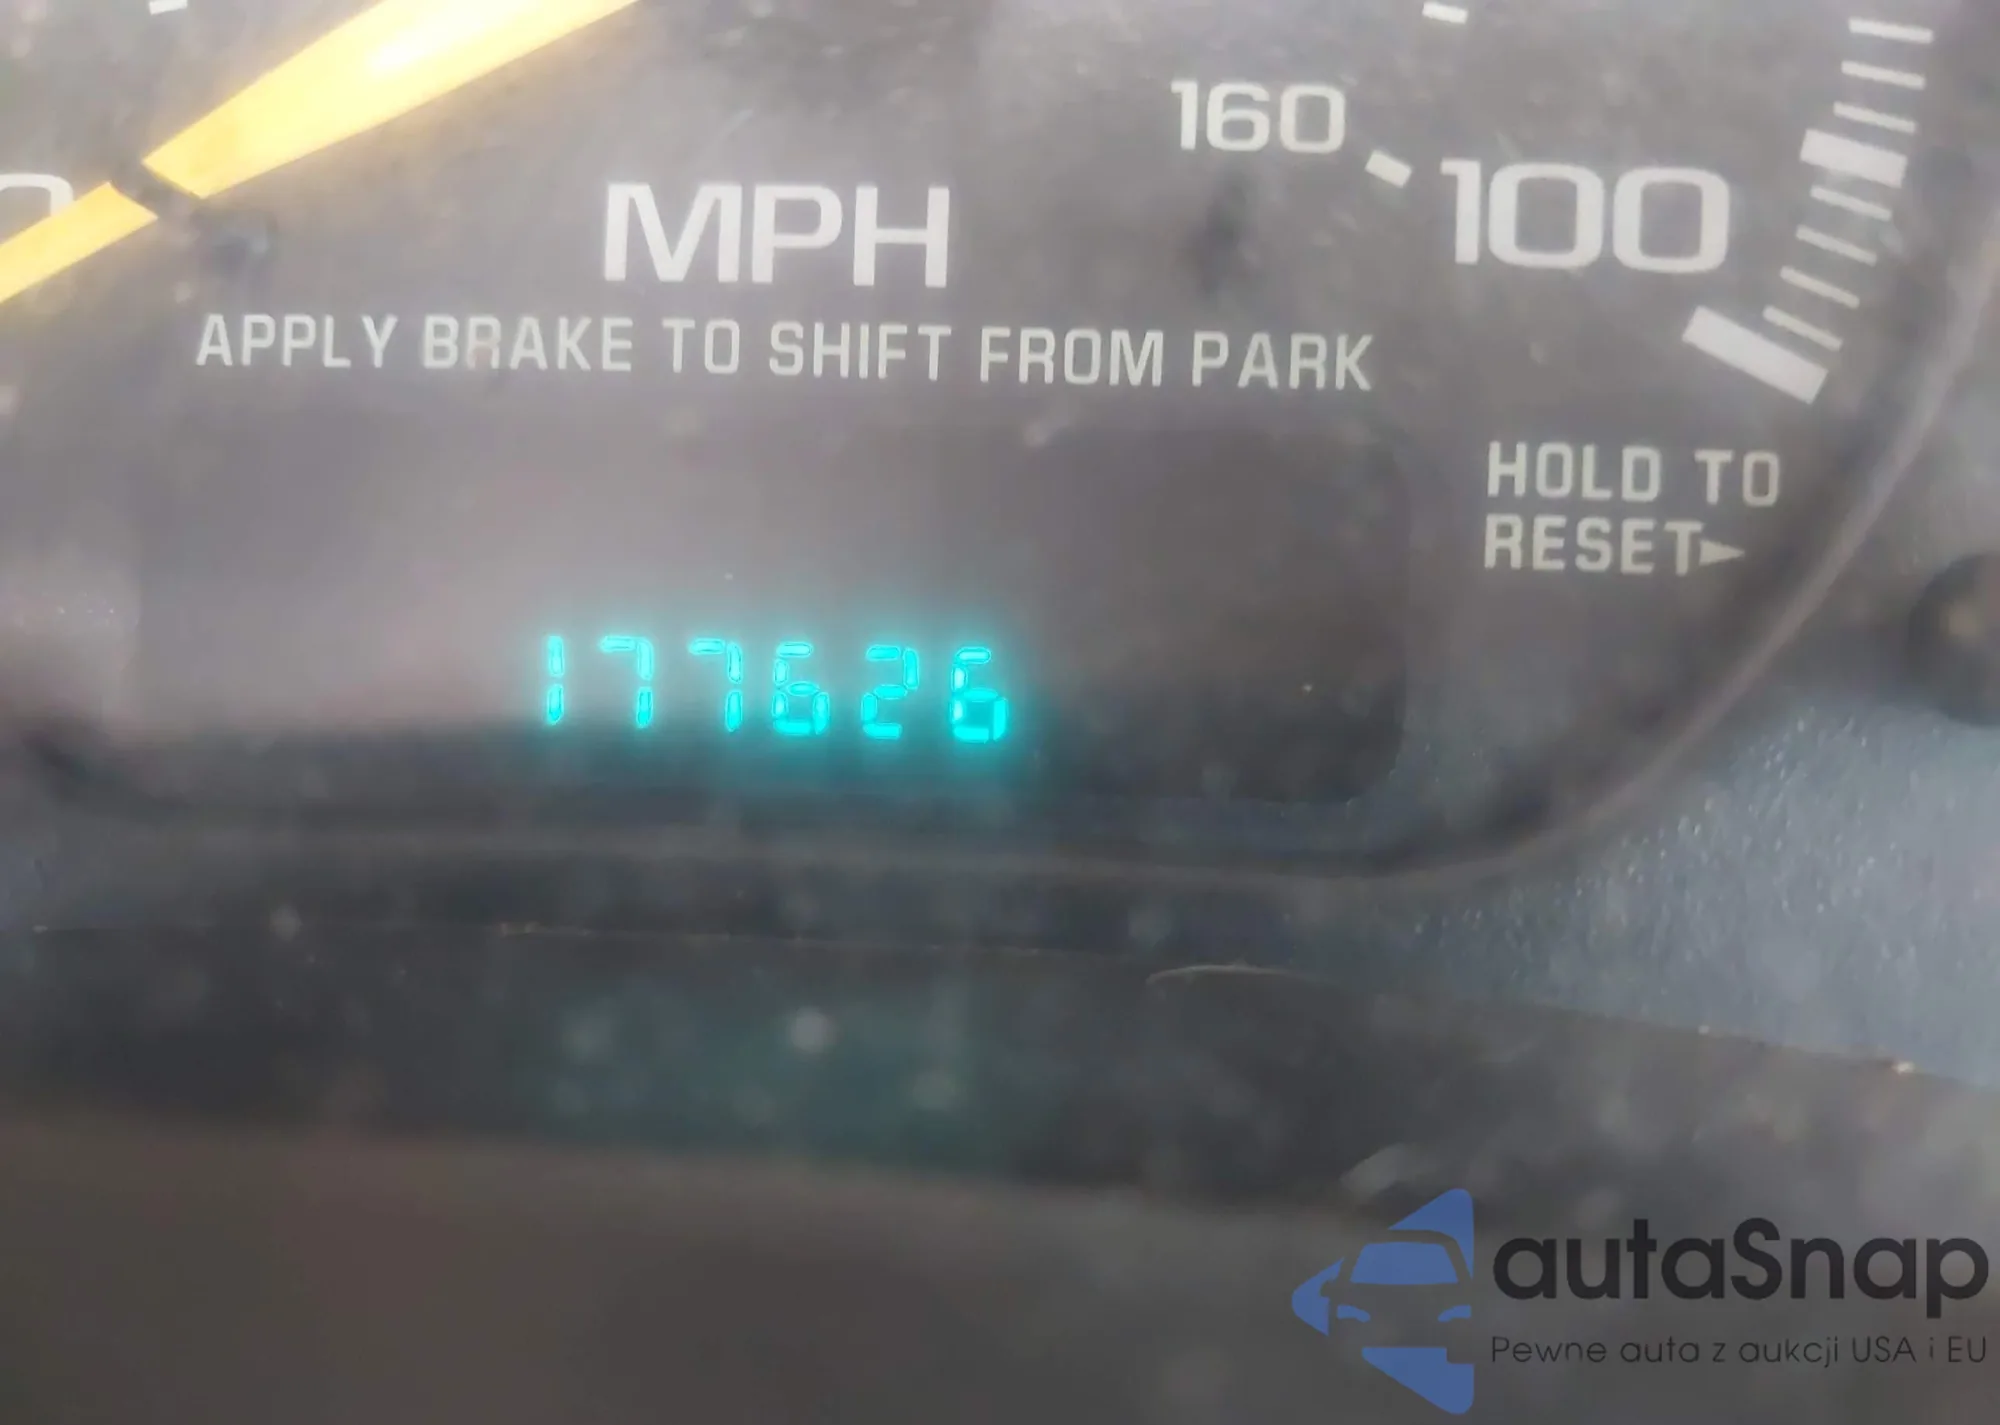 160
100
MPH
APPLY BRAKE TO SHIFT FROM PARK
HOLD TO
RESET►
177626
autaSnap
Pewne auta z aukcji USA i EU